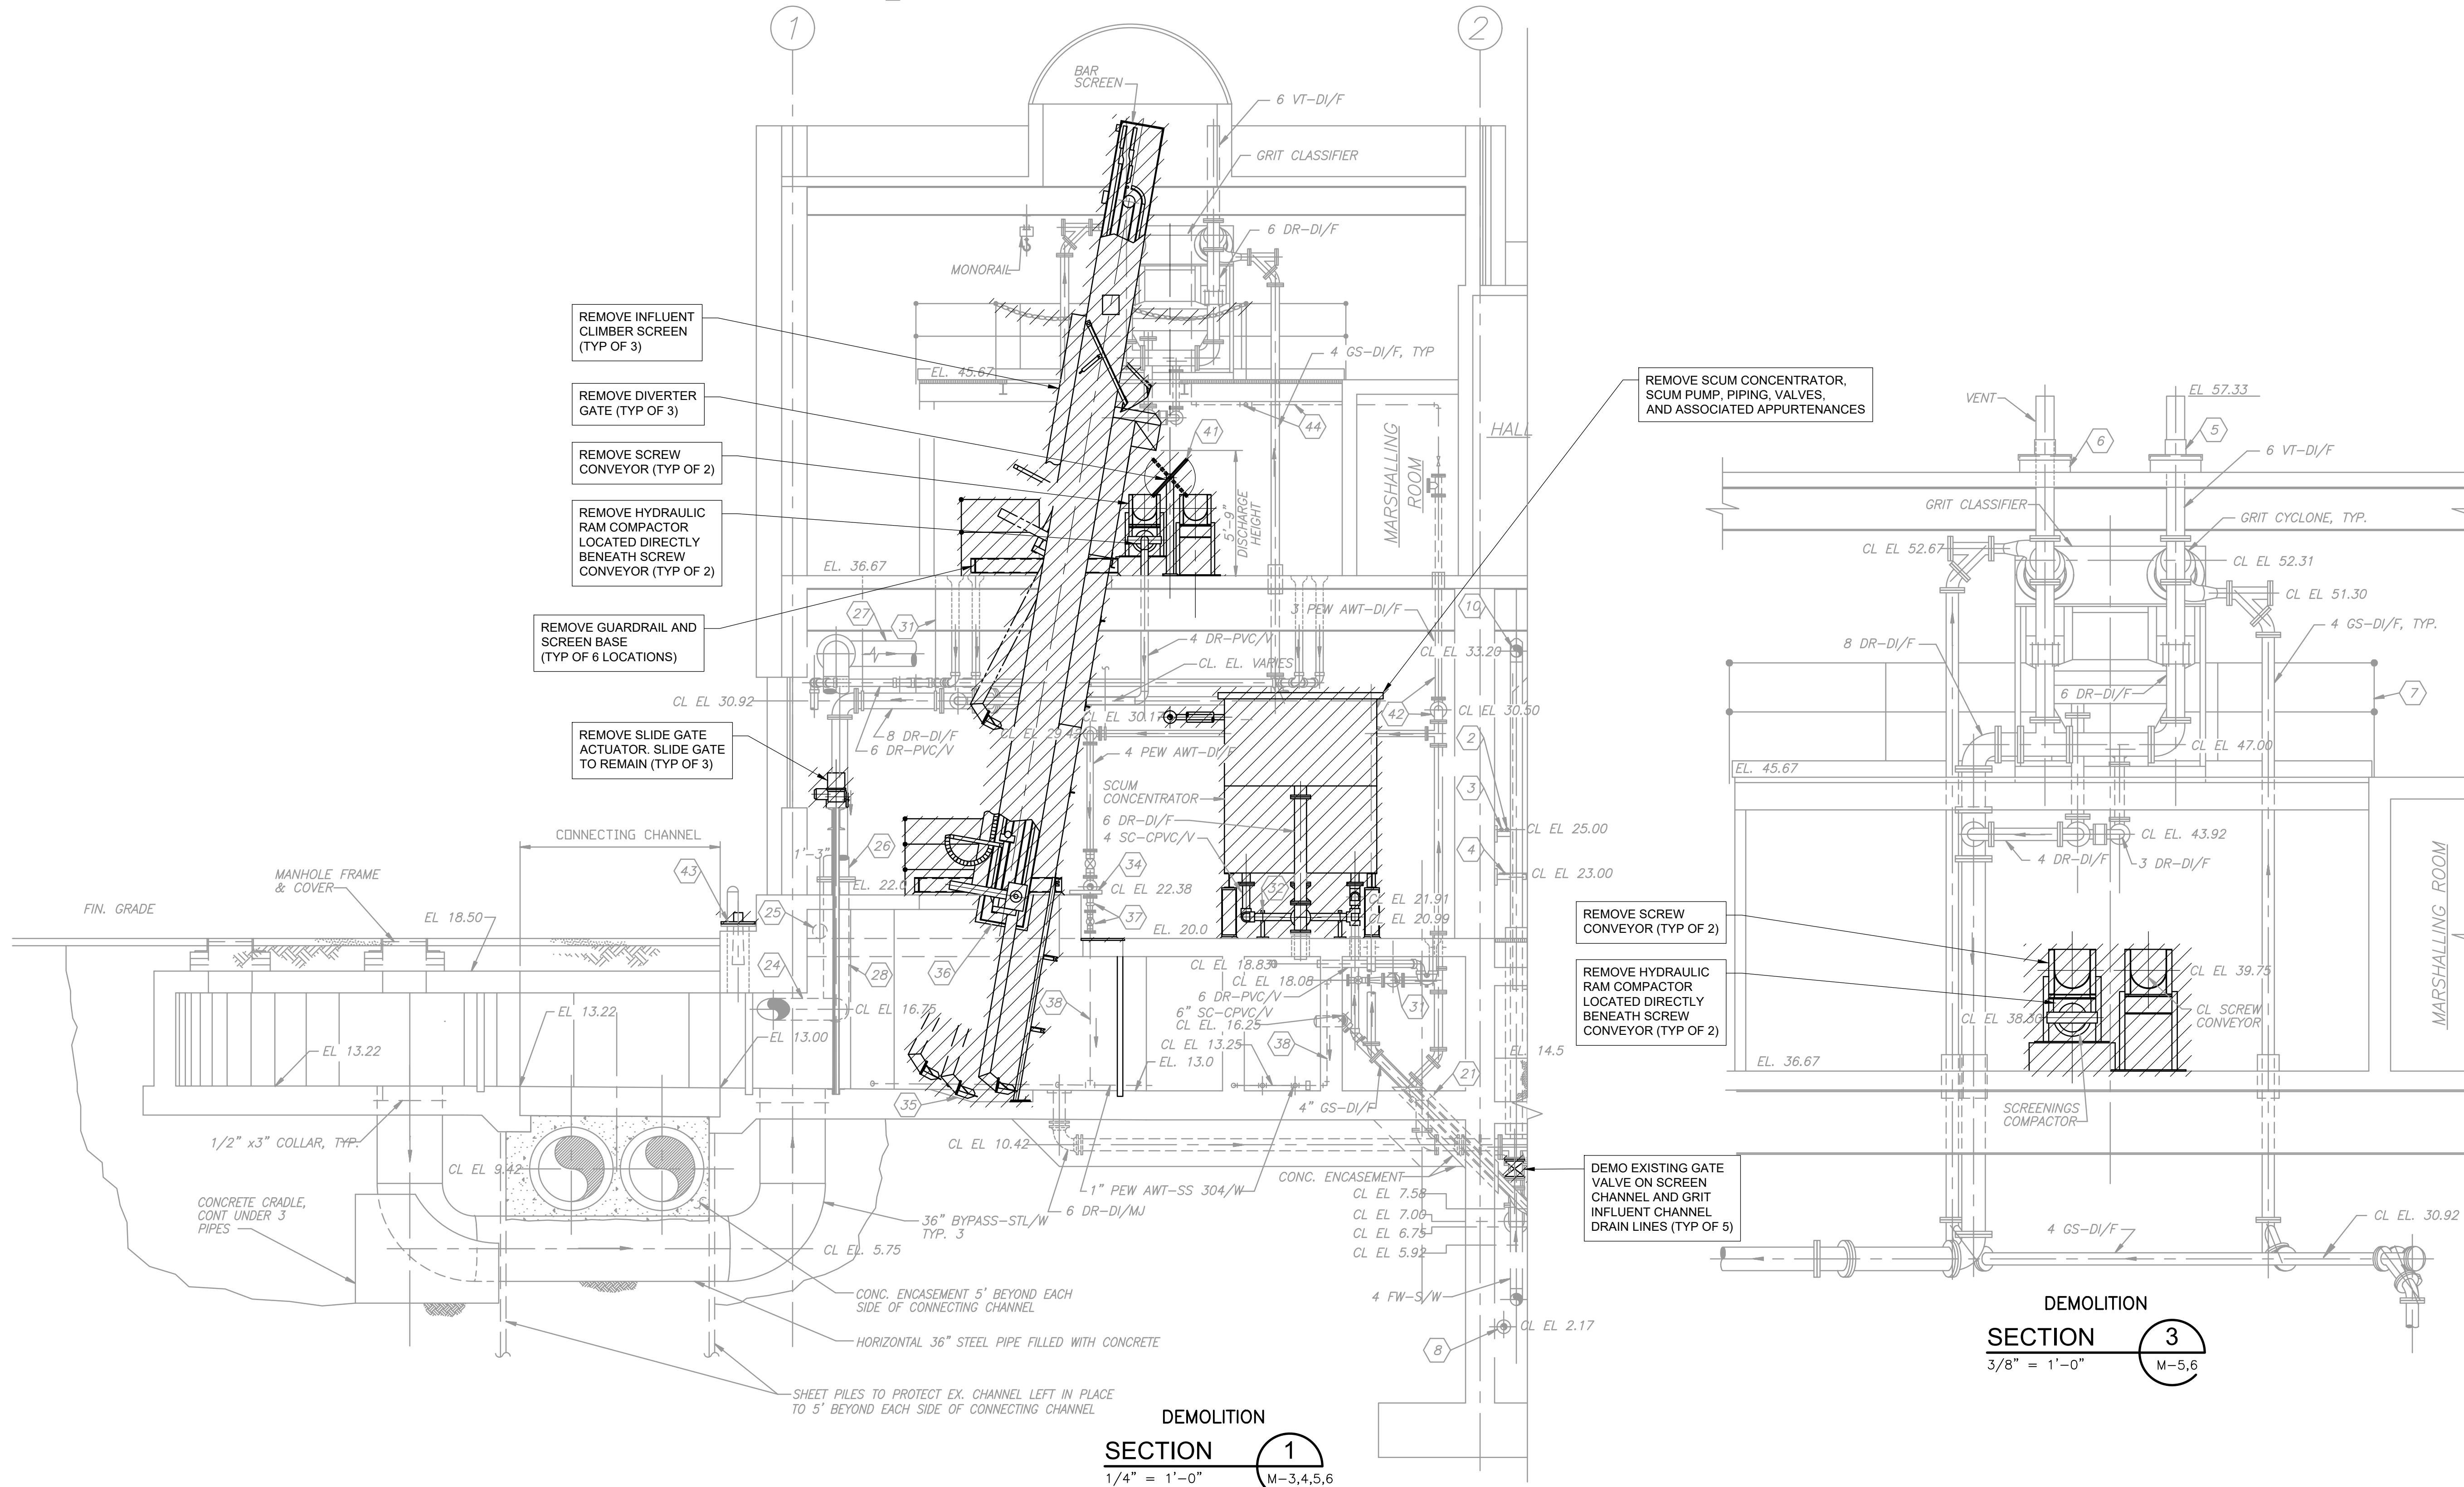 1
2
BAR
SCREEN
6 VT-DI/F
GRIT CLASSIFIER
6 DR-DI/F
MONORAIL
REMOVE INFLUENT
CLIMBER SCREEN
(TYP OF 3)
4 GS-DI/F, TYP
EL. 45.67
REMOVE DIVERTER
GATE (TYP OF 3)
REMOVE SCREW
CONVEYOR (TYP OF 2)
41
44
MARSHALLING
ROOM
HALL
5'-9"
DISCHARGE
HEIGHT
REMOVE HYDRAULIC
RAM COMPACTOR
LOCATED DIRECTLY
BENEATH SCREW
CONVEYOR (TYP OF 2)
EL. 36.67
REMOVE GUARDRAIL AND
SCREEN BASE
(TYP OF 6 LOCATIONS)
27
31
3 PEW AWT-DI/F
10
4 DR-PVC/V
CL EL 33.20
CL. EL. VARIES
CL EL 30.92
CL EL 30.17
42
CL EL 30.50
CL EL 29.42
2
8 DR-DI/F
6 DR-PVC/V
4 PEW AWT-DI/F
REMOVE SLIDE GATE
ACTUATOR. SLIDE GATE
TO REMAIN (TYP OF 3)
SCUM
CONCENTRATOR
3
6 DR-DI/F
4 SC-CPVC/V
CL EL 25.00
CONNECTING CHANNEL
1'-3"
26
4
34
43
MANHOLE FRAME
& COVER
EL. 22.0
CL EL 22.38
32
CL EL 23.00
CL EL 21.91
FIN. GRADE
EL 18.50
25
37
CL EL 20.99
EL. 20.0
24
28
36
CL EL 18.83
CL EL 18.08
38
6 DR-PVC/V
31
EL 13.22
CL EL 16.75
6" SC-CPVC/V
CL EL. 16.25
EL 13.00
CL EL 13.25
38
EL 13.22
EL. 13.0
EL. 14.5
21
35
4" GS-DI/F
1/2" x3" COLLAR, TYP.
CL EL 10.42
CL EL 9.42
CONC. ENCASEMENT
1" PEW AWT-SS 304/W
CL EL 7.58
CONCRETE CRADLE,
CONT UNDER 3
PIPES
6 DR-DI/MJ
36" BYPASS-STL/W
TYP. 3
CL EL 7.00
CL EL 6.75
CL EL. 5.75
CL EL 5.92
CONC. ENCASEMENT 5' BEYOND EACH
SIDE OF CONNECTING CHANNEL
4 FW-S/W
CL EL 2.17
HORIZONTAL 36" STEEL PIPE FILLED WITH CONCRETE
8
SHEET PILES TO PROTECT EX. CHANNEL LEFT IN PLACE
TO 5' BEYOND EACH SIDE OF CONNECTING CHANNEL
DEMOLITION
SECTION
1
1/4" = 1'-0"
M-3,4,5,6
REMOVE SCUM CONCENTRATOR,
SCUM PUMP, PIPING, VALVES,
AND ASSOCIATED APPURTENANCES
VENT
EL 57.33
6
5
6 VT-DI/F
GRIT CLASSIFIER
GRIT CYCLONE, TYP.
CL EL 52.67
CL EL 52.31
CL EL 51.30
4 GS-DI/F, TYP.
8 DR-DI/F
6 DR-DI/F
7
CL EL 47.00
EL. 45.67
CL EL. 43.92
4 DR-DI/F
3 DR-DI/F
MARSHALLING ROOM
REMOVE SCREW
CONVEYOR (TYP OF 2)
CL EL 39.75
REMOVE HYDRAULIC
RAM COMPACTOR
LOCATED DIRECTLY
BENEATH SCREW
CONVEYOR (TYP OF 2)
CL SCREW
CONVEYOR
CL EL 38.30
EL. 36.67
SCREENINGS
COMPACTOR
DEMO EXISTING GATE
VALVE ON SCREEN
CHANNEL AND GRIT
INFLUENT CHANNEL
DRAIN LINES (TYP OF 5)
4 GS-DI/F
CL EL. 30.92
DEMOLITION
SECTION
3
3/8" = 1'-0"
M-5,6